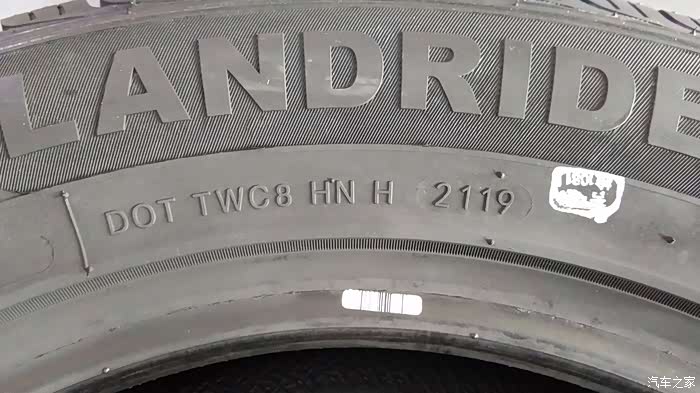 LANDRIDE
DOT TWC8 HN H 2119
汽车之家